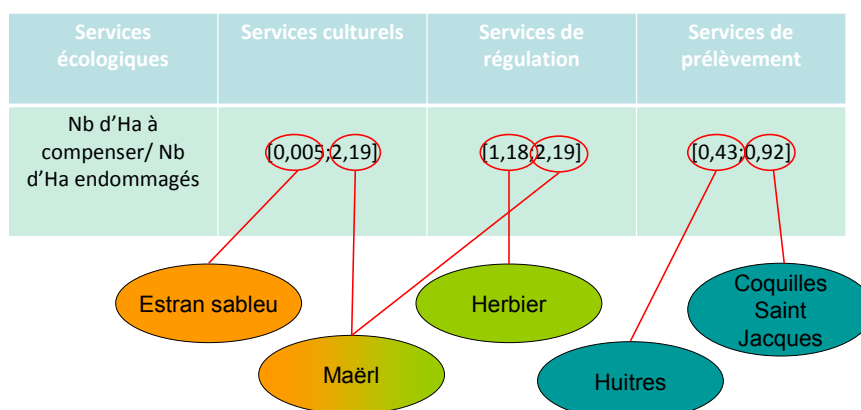 Services
écologiques
Services culturels
Services de
régulation
Services de
prélèvement
Nb d'Ha à
compenser/ Nb
d'Ha endommagés
[0,005;2,19]
[1,18;2,19]
[0,43;0,92]
Estran sableu
Maërl
Herbier
Huitres
Coquilles
Saint
Jacques